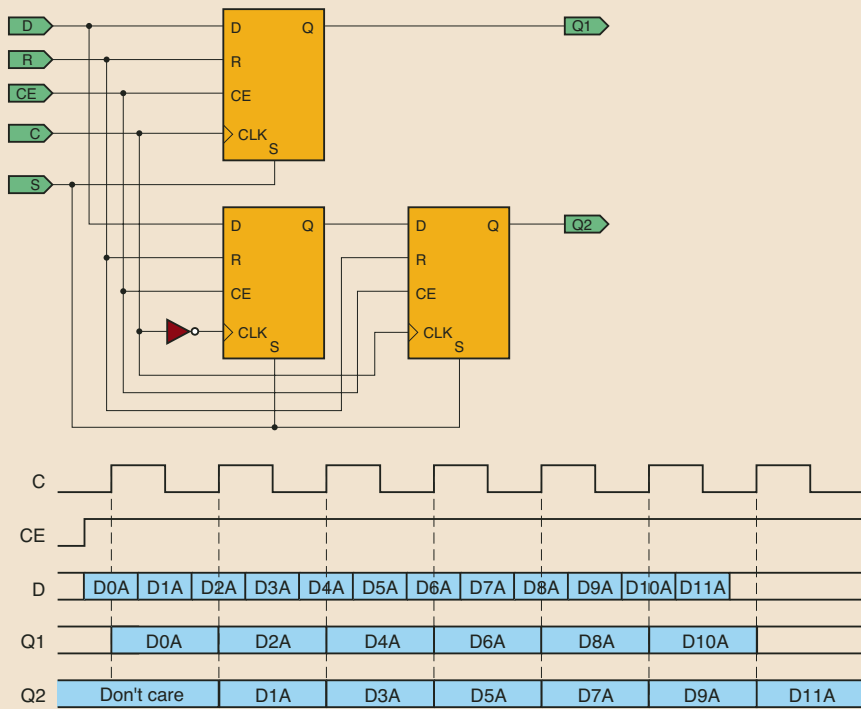 D D Q Q1
R R
CE CE
C CLK
S S
D Q D Q Q2
R R
CE CE
CLK CLK
S S
C
CE
D D0A D1A D2A D3A D4A D5A D6A D7A D8A D9A D10A D11A
Q1 D0A D2A D4A D6A D8A D10A
Q2 Don't care D1A D3A D5A D7A D9A D11A